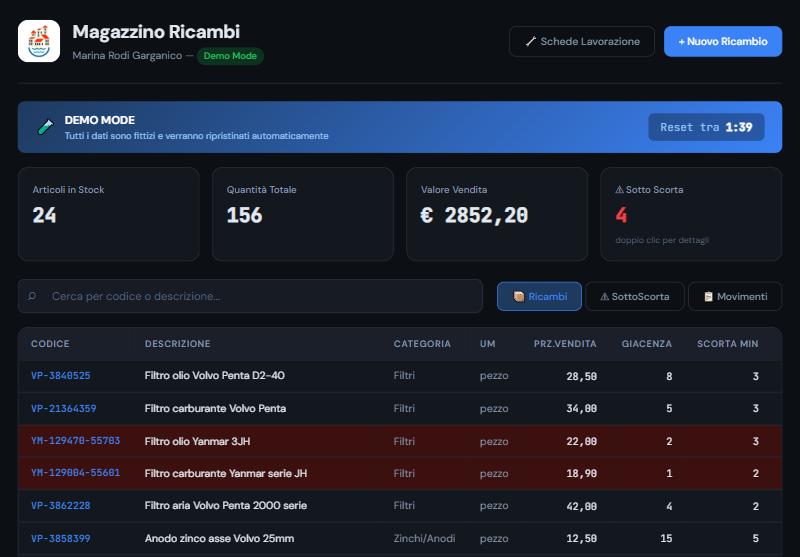 Magazzino Ricambi
Marina Rodi Garganico — Demo Mode
Schede Lavorazione
+ Nuovo Ricambio
DEMO MODE
Tutti i dati sono fittizi e verranno ripristinati automaticamente
Reset tra 1:39
Articoli in Stock
24
Quantità Totale
156
Valore Vendita
€ 2852,20
⚠ Sotto Scorta
4
doppio clic per dettagli
Cerca per codice o descrizione...
Ricambi
⚠ SottoScorta
Movimenti
CODICE DESCRIZIONE CATEGORIA UM PRZ.VENDITA GIACENZA SCORTA MIN
VP-3840525 Filtro olio Volvo Penta D2-40 Filtri pezzo 28,50 8 3
VP-21364359 Filtro carburante Volvo Penta Filtri pezzo 34,00 5 3
YM-129470-55703 Filtro olio Yanmar 3JH Filtri pezzo 22,00 2 3
YM-129004-55601 Filtro carburante Yanmar serie JH Filtri pezzo 18,90 1 2
VP-3862228 Filtro aria Volvo Penta 2000 serie Filtri pezzo 42,00 4 2
VP-3858399 Anodo zinco asse Volvo 25mm Zinchi/Anodi pezzo 12,50 15 5